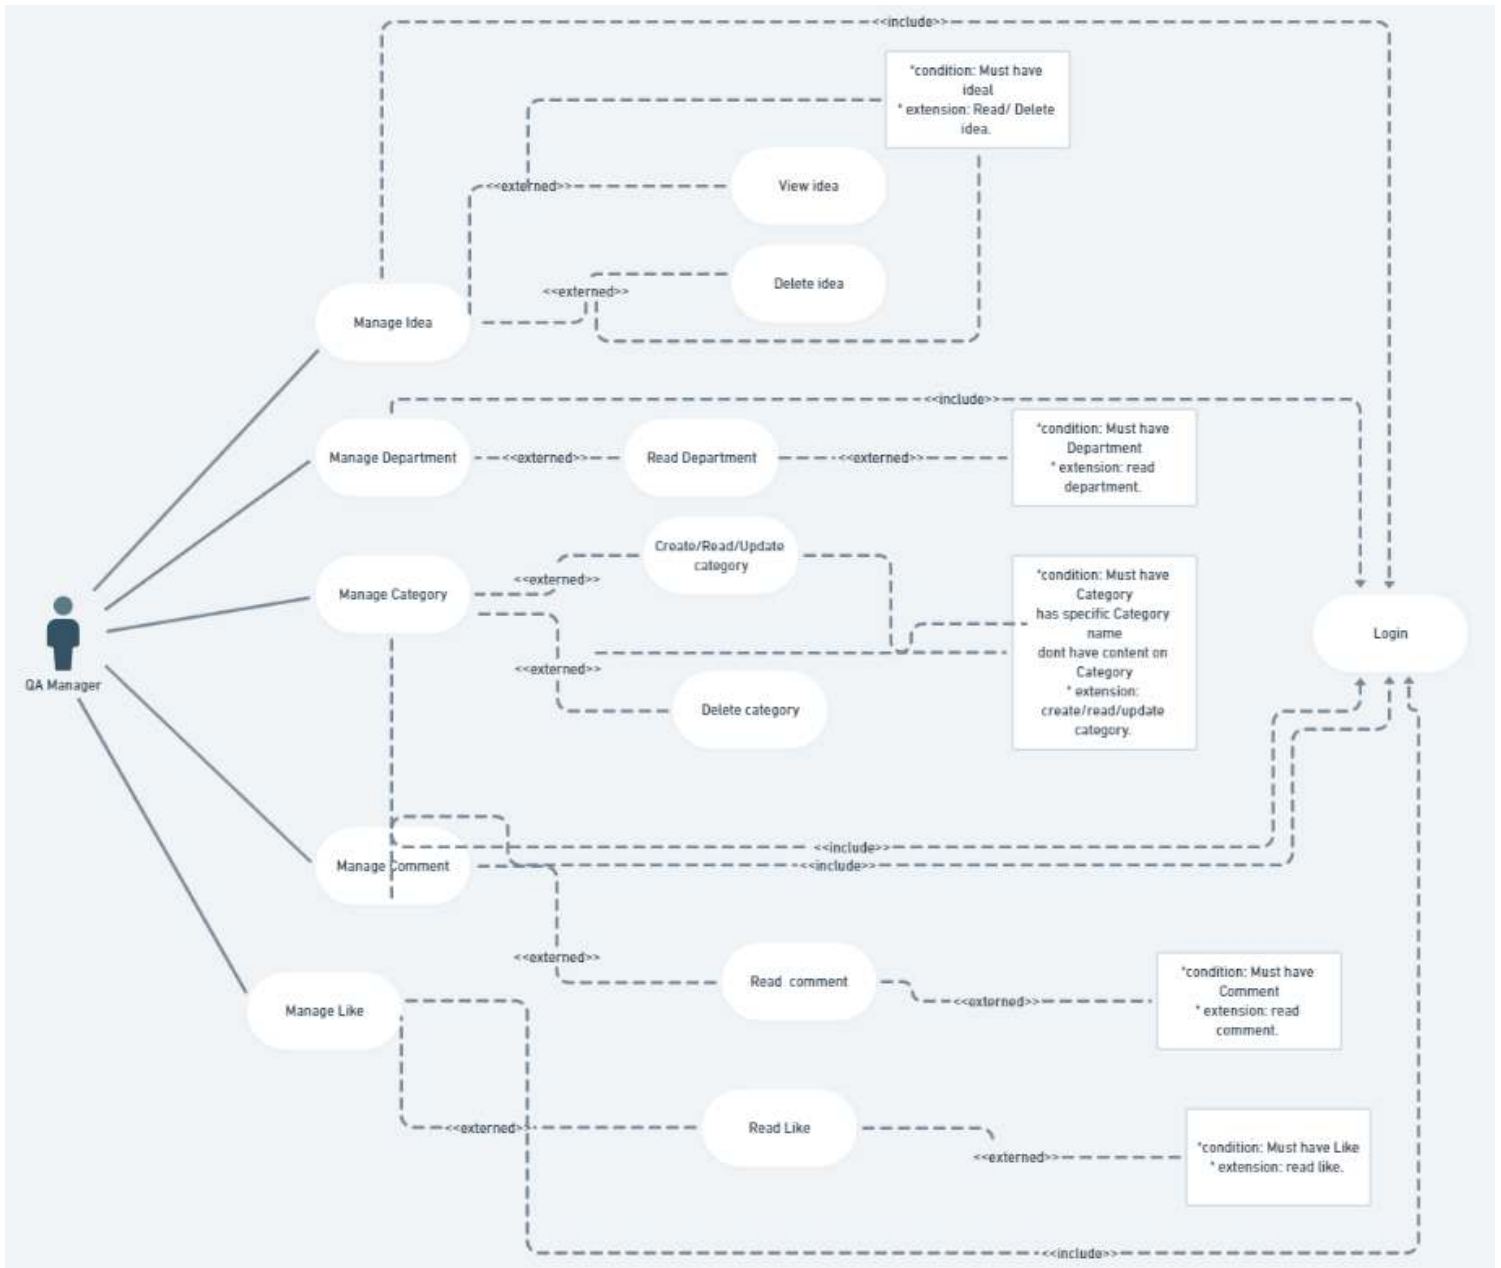 <<include>>
*condition: Must have
ideal
* extension: Read/ Delete
idea.
<<externed>>
View idea
Delete idea
<<externed>>
Manage Idea
<<include>>
*condition: Must have
Department
* extension: read
department.
Manage Department
<<externed>>
Read Department
<<externed>>
Create/Read/Update
category
<<externed>>
Manage Category
*condition: Must have
Category
has specific Category
name
dont have content on
Category
* extension:
create/read/update
category.
Login
<<externed>>
Delete category
QA Manager
<<include>>
<<include>>
Manage Comment
<<externed>>
Read comment
<<externed>>
*condition: Must have
Comment
* extension: read
comment.
Manage Like
<<externed>>
Read Like
<<externed>>
*condition: Must have Like
* extension: read like.
<<include>>